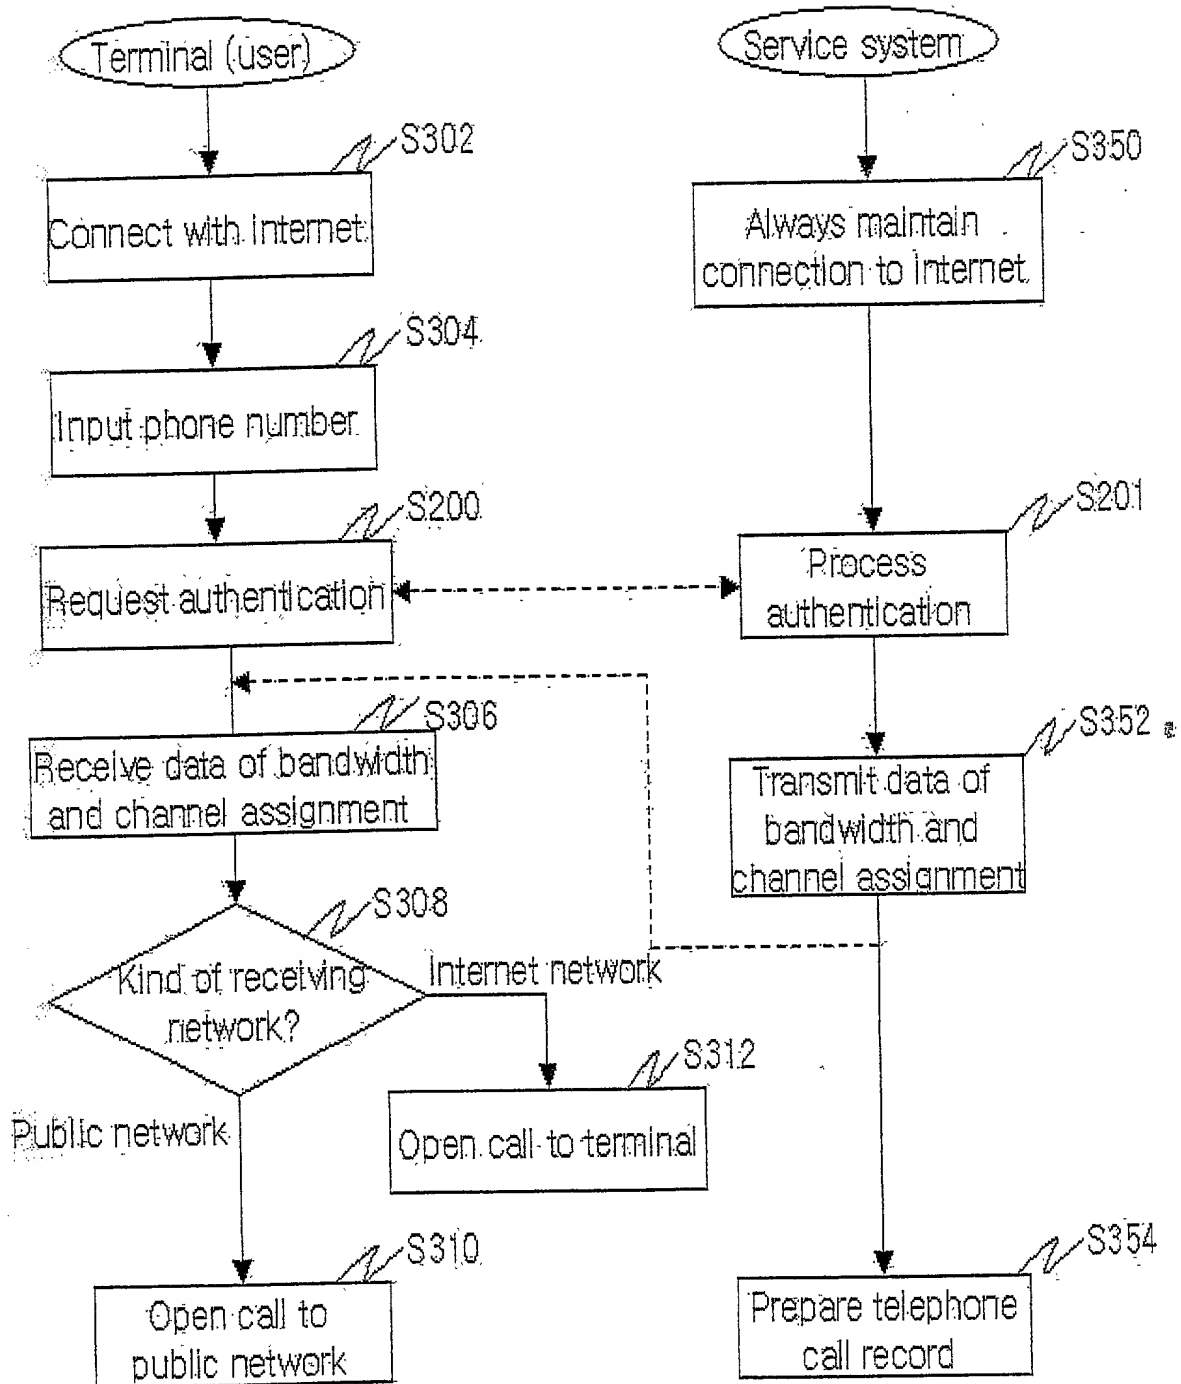 Terminal (user)
Service system
S302
S350
Connect with Internet
Always maintain
connection to Internet
S304
Input phone number
S200
S201
Request authentication
Process
authentication
S306
S352
Receive data of bandwidth
and channel assignment
Transmit data of
bandwidth and
channel assignment
S308
Kind of receiving
network?
Internet network
S312
Public network
Open call to terminal
S310
S354
Open call to
public network
Prepare telephone
call record